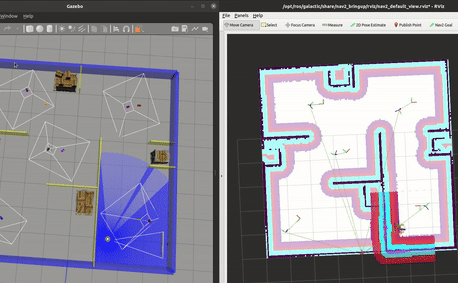 Gazebo
Window Help
/opt/ros/galactic/share/nav2_bringup/rviz/nav2_default_view.rviz* - RViz
File Panels Help
Move Camera Select Focus Camera Measure 2D Pose Estimate Publish Point Nav2 Goal